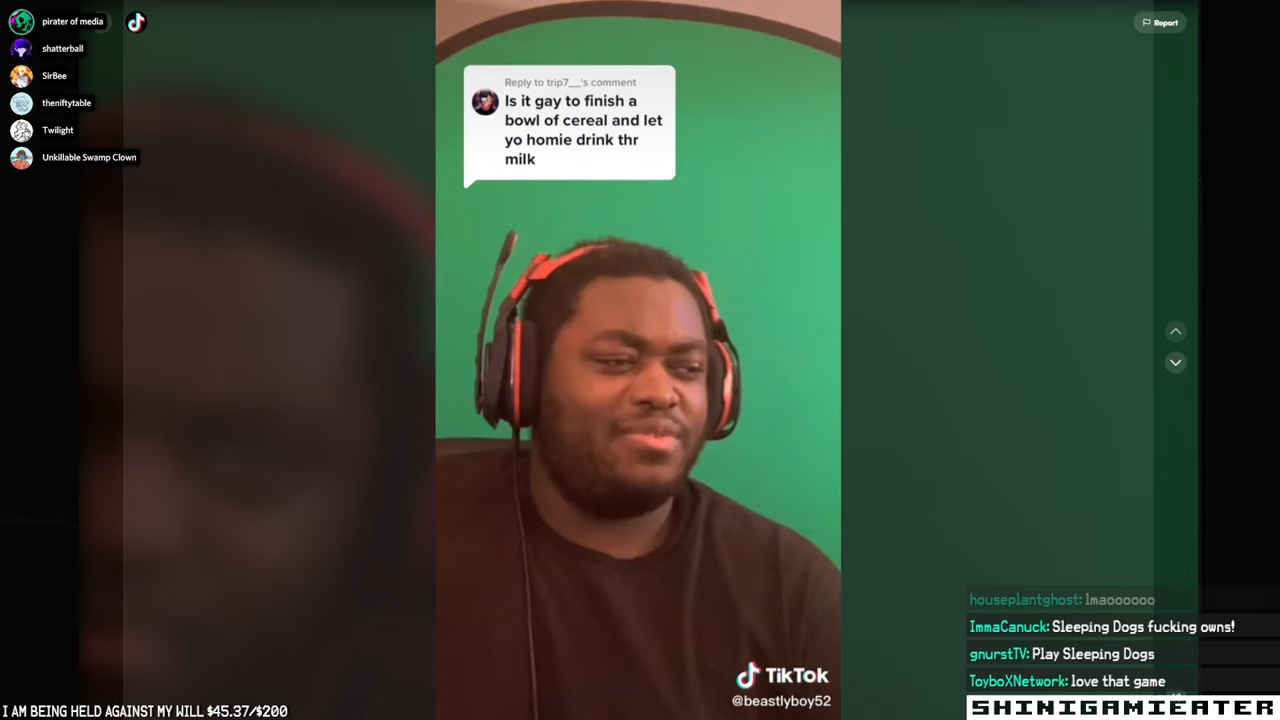 pirater of media
shatterball
SirBee
theniftytable
Twilight
Unkillable Swamp Clown
Report
Reply to trip7__'s comment
Is it gay to finish a
bowl of cereal and let
yo homie drink thr
milk
TikTok
@beastlyboy52
houseplantghost: lmaoooooo
ImmaCanuck: Sleeping Dogs fucking owns!
gnurstTV: Play Sleeping Dogs
ToyboXNetwork: love that game
I AM BEING HELD AGAINST MY WILL $45.37/$200
SHINIGAMIEATER